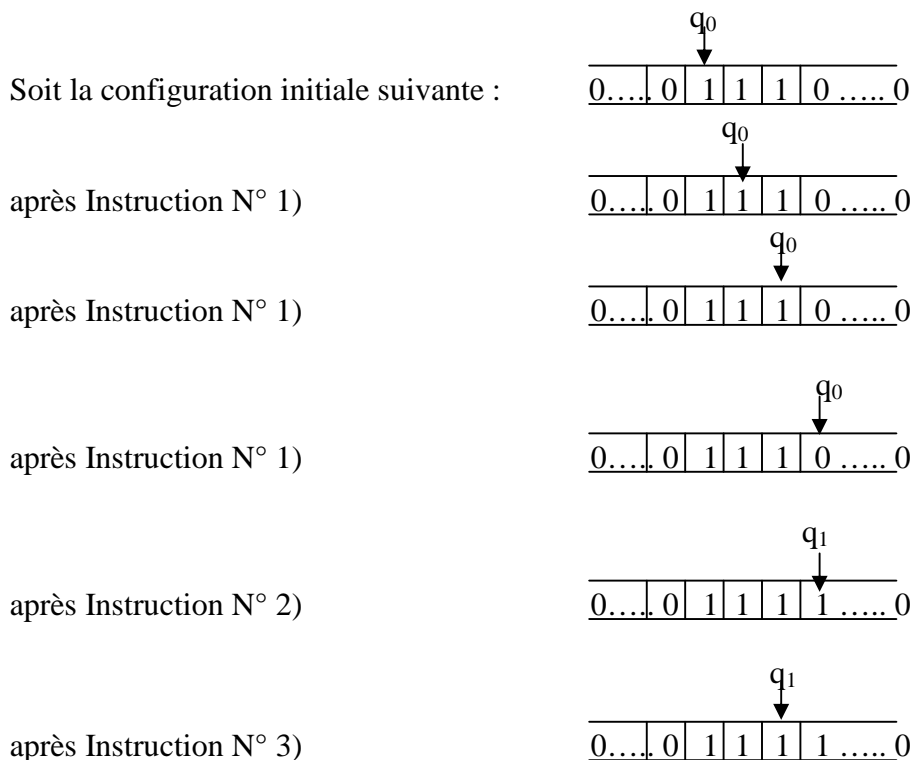 q0
Soit la configuration initiale suivante : 0….. 0 1 1 1 0 ….. 0
q0
après Instruction N° 1) 0….. 0 1 1 1 0 ….. 0
q0
après Instruction N° 1) 0….. 0 1 1 1 0 ….. 0
q0
après Instruction N° 1) 0….. 0 1 1 1 0 ….. 0
q1
après Instruction N° 2) 0….. 0 1 1 1 1 ….. 0
q1
après Instruction N° 3) 0….. 0 1 1 1 1 ….. 0